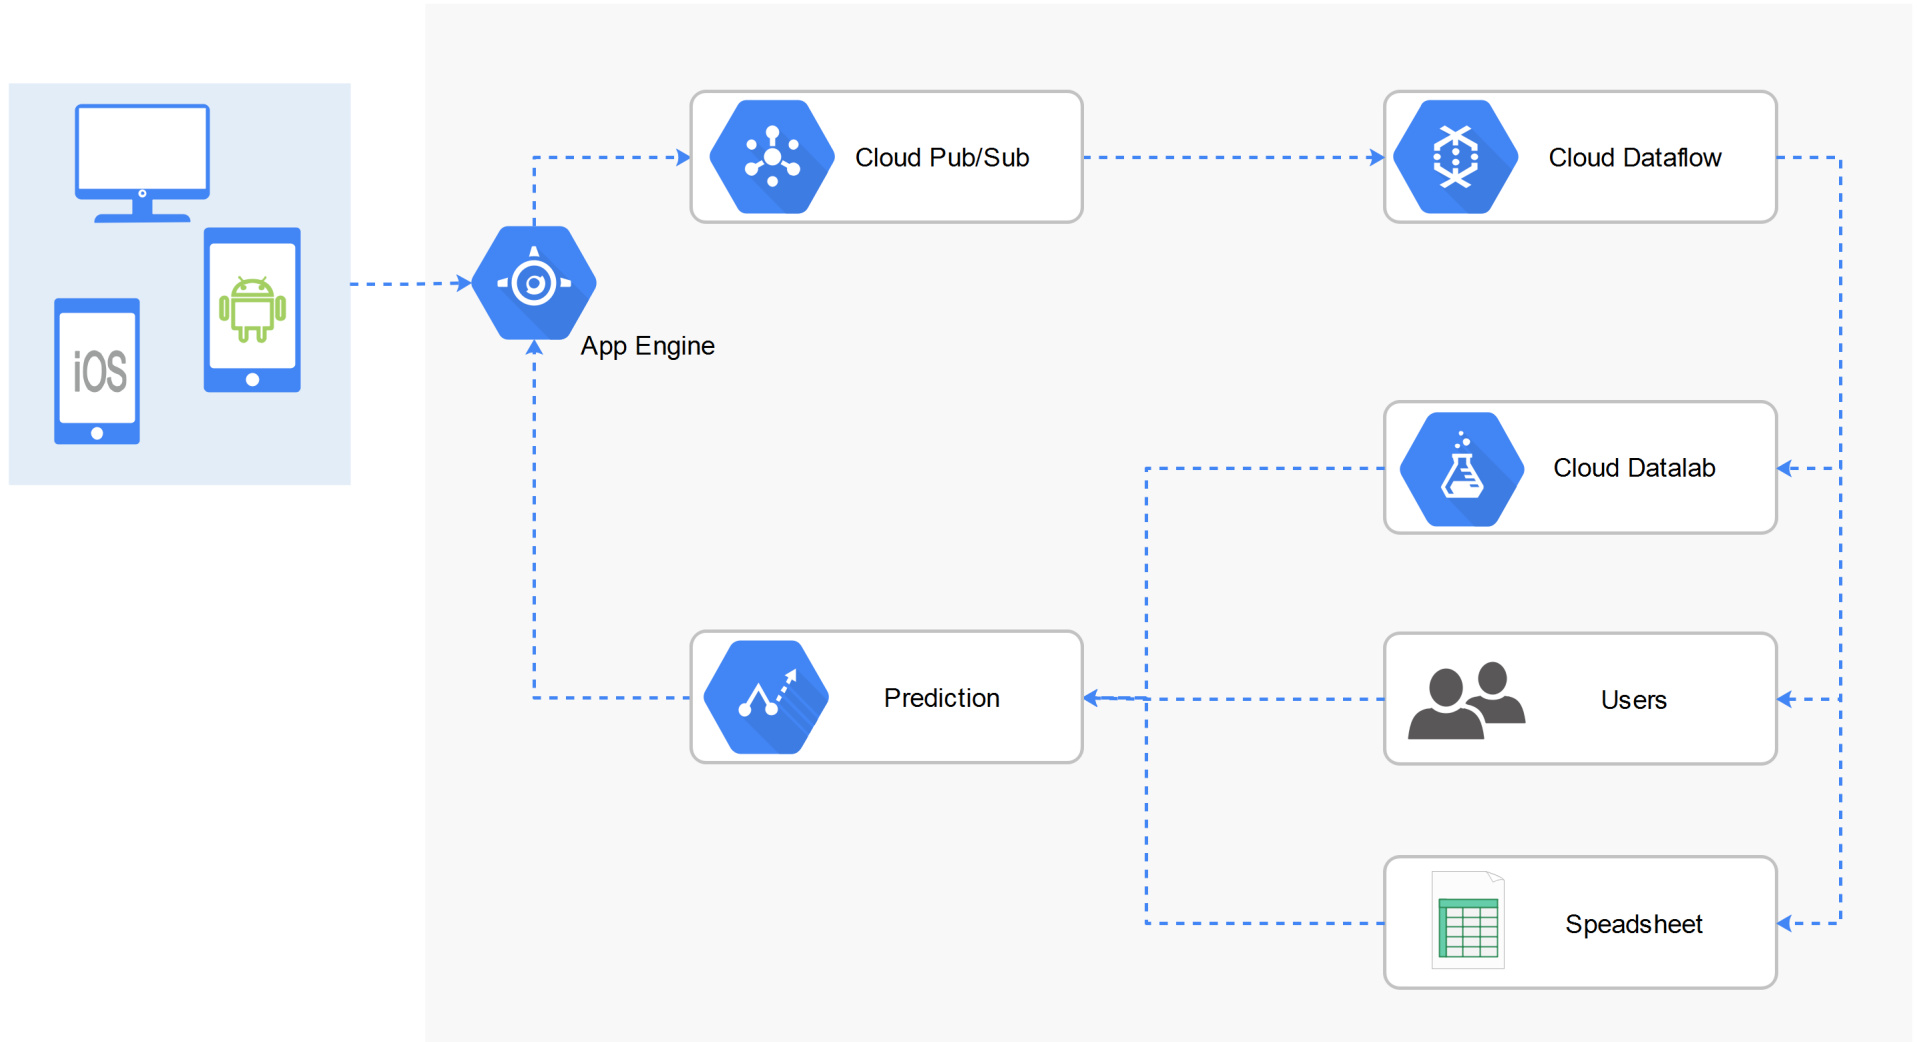 Cloud Pub/Sub
Cloud Dataflow
App Engine
iOS
Cloud Datalab
Prediction
Users
Speadsheet